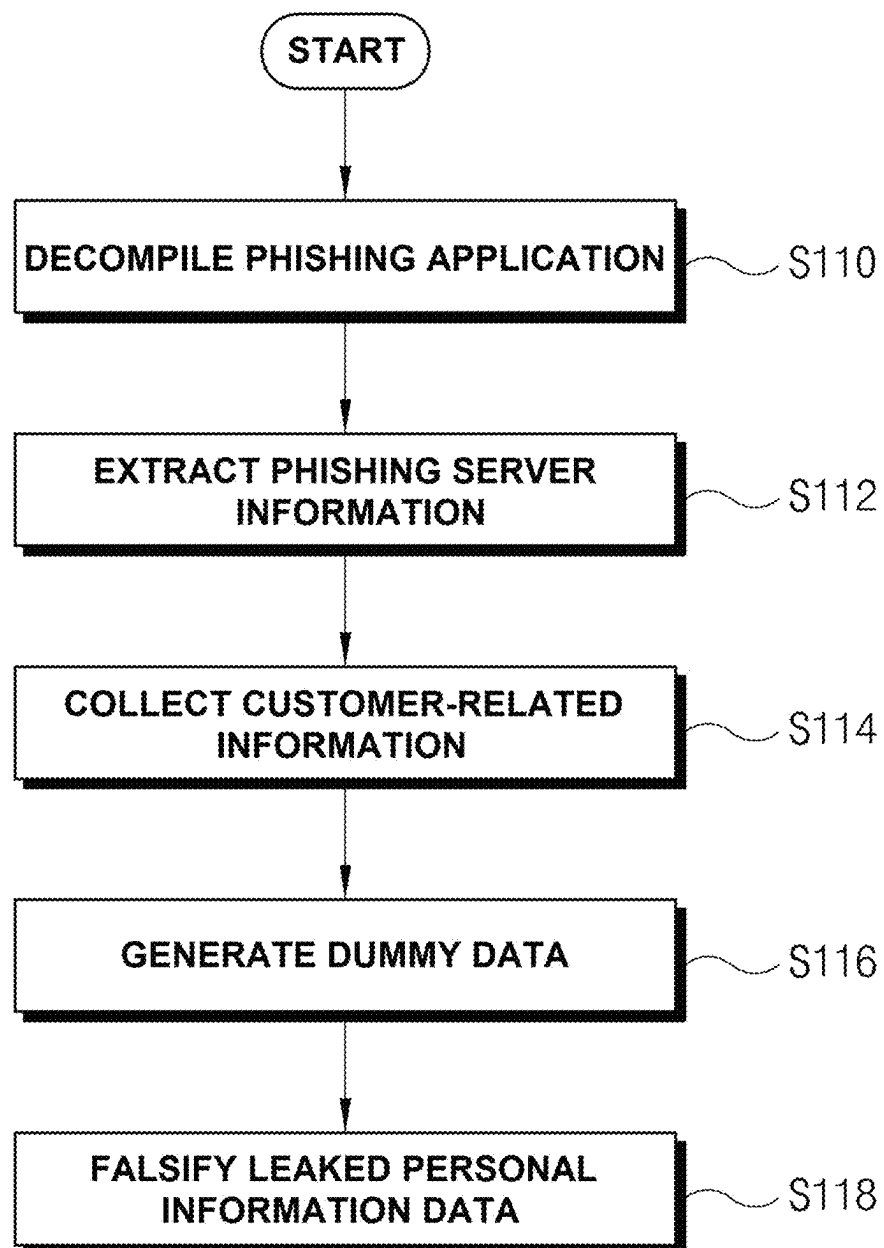 START
DECOMPILE PHISHING APPLICATION
S110
EXTRACT PHISHING SERVER
INFORMATION
S112
COLLECT CUSTOMER-RELATED
INFORMATION
S114
GENERATE DUMMY DATA
S116
FALSIFY LEAKED PERSONAL
INFORMATION DATA
S118